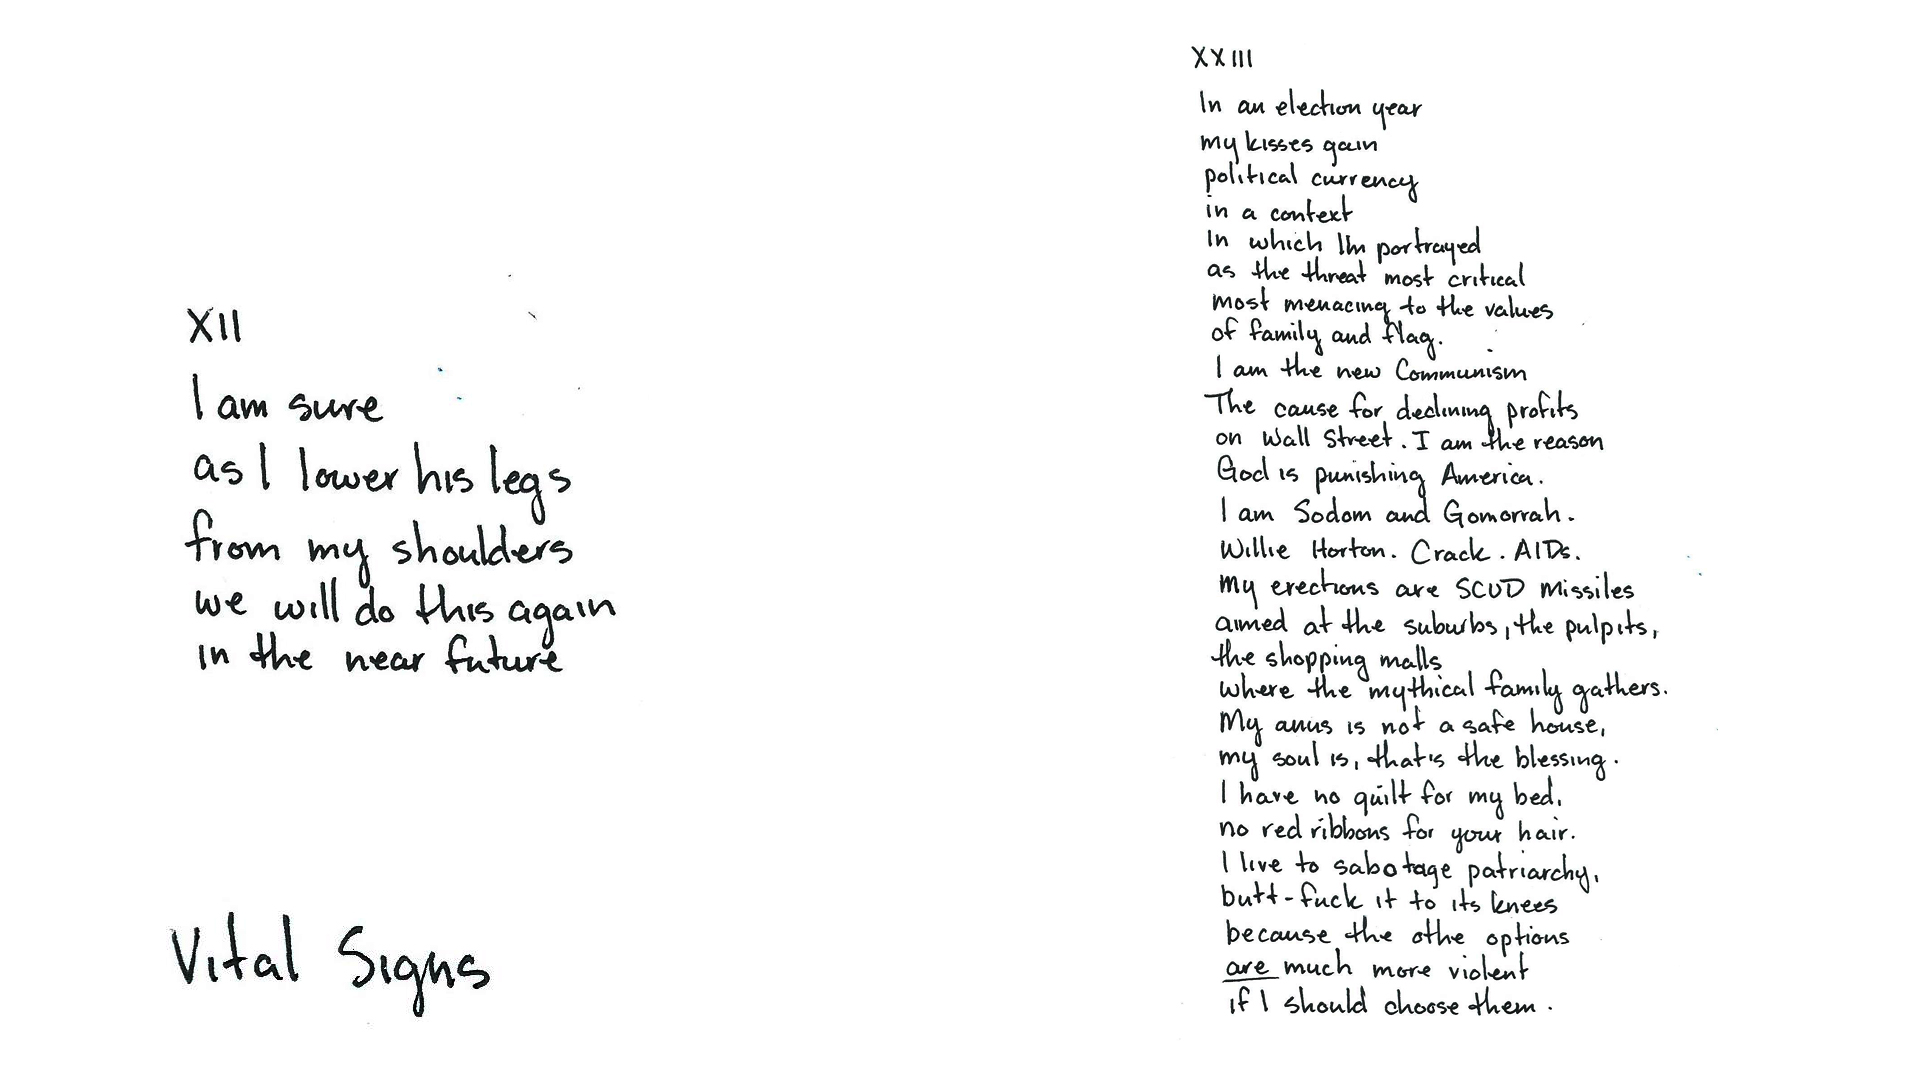 XII
I am sure
as I lower his legs
from my shoulders
we will do this again
in the near future
Vital Signs
XXIII
In an election year
my kisses gain
political currency
in a context
In which I'm portrayed
as the threat most critical
most menacing to the values
of family and flag.
I am the new Communism
The cause for declining profits
on Wall Street. I am the reason
God is punishing America.
I am Sodom and Gomorrah.
Willie Horton. Crack. AIDs.
My erections are SCUD missiles
aimed at the suburbs, the pulpits,
the shopping malls
where the mythical family gathers.
My anus is not a safe house,
my soul is, that's the blessing.
I have no quilt for my bed,
no red ribbons for your hair.
I live to sabotage patriarchy,
butt-fuck it to its knees
because the othe options
are much more violent
if I should choose them.